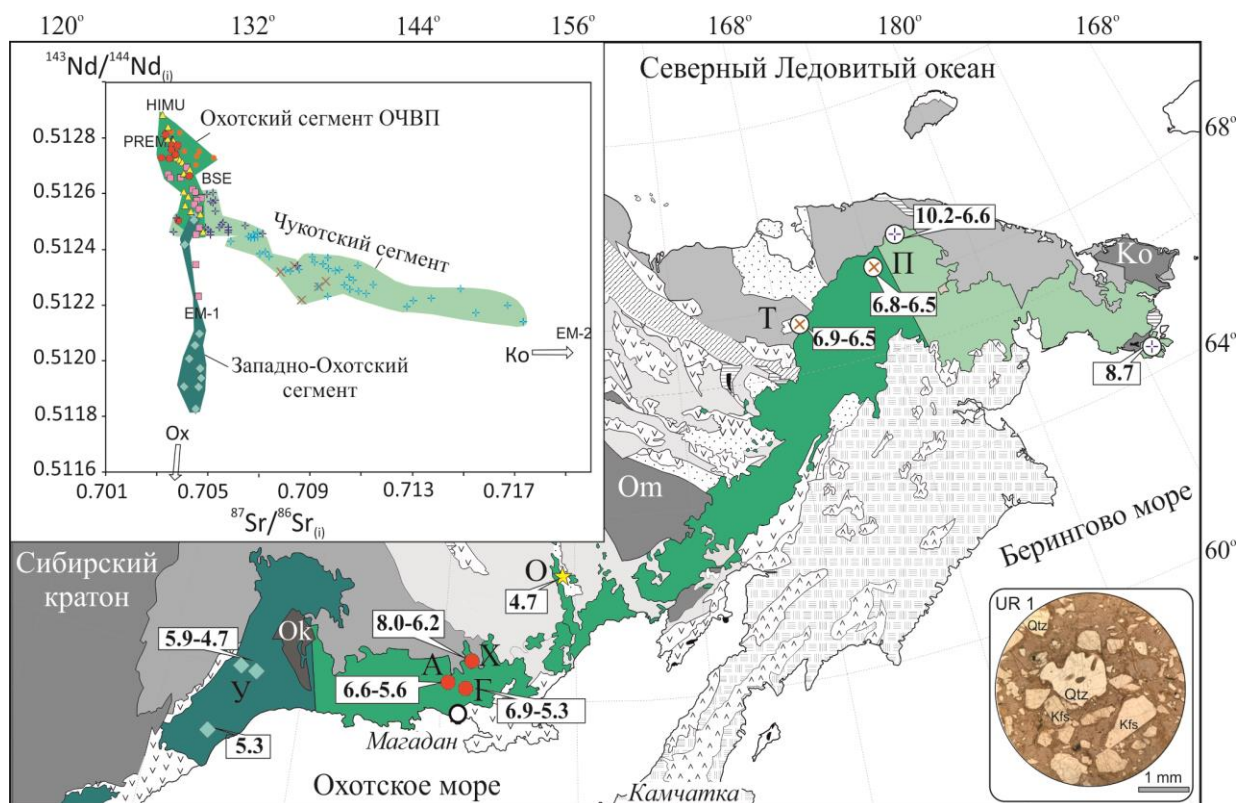 120° 132° 144° 156° 168° 180° 168°
¹⁴³Nd/¹⁴⁴Nd(i)
HIMU
Охотский сегмент ОЧВП
0.5128
PREM
BSE
0.5126
Чукотский сегмент
0.5124
0.5122
EM-1
EM-2
Ко
0.5120
Западно-Охотский
сегмент
0.5118
Ох
0.5116
0.701 0.705 0.709 0.713 0.717
⁸⁷Sr/⁸⁶Sr(i)
Северный Ледовитый океан
68°
10.2-6.6
Ko
П
6.8-6.5
Т
6.9-6.5
64°
8.7
Om
Берингово море
60°
Сибирский
кратон
О
4.7
Ok
5.9-4.7
8.0-6.2
Х
А
У
6.6-5.6
Г
6.9-5.3
5.3
Магадан
Охотское море
Камчатка
UR 1
Qtz
Qtz
Kfs
Kfs
1 mm